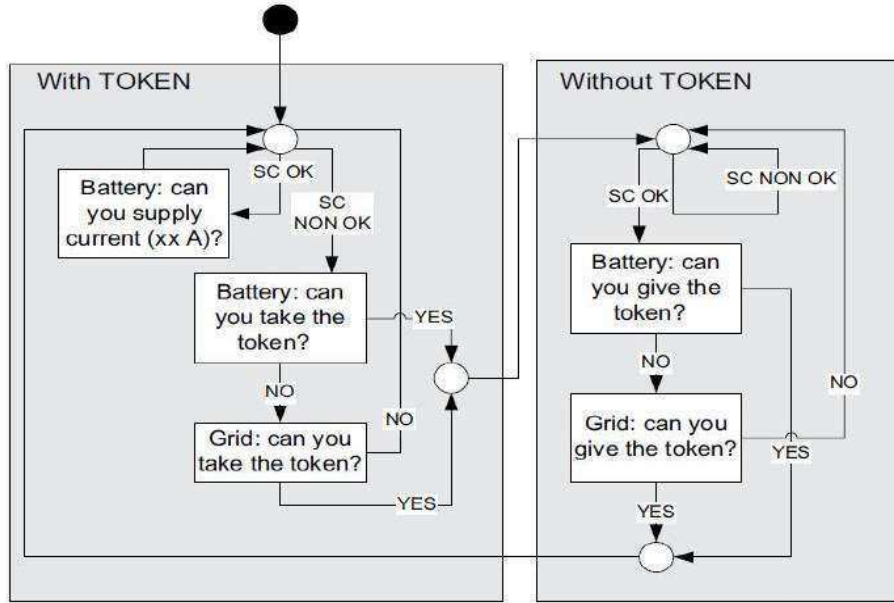 With TOKEN
SC OK
Battery: can
you supply
current (xx A)?
SC
NON OK
Battery: can
you take the
token?
YES
NO
NO
Grid: can you
take the token?
YES
Without TOKEN
SC NON OK
SC OK
Battery: can
you give the
token?
NO
NO
Grid: can you
give the token?
YES
YES